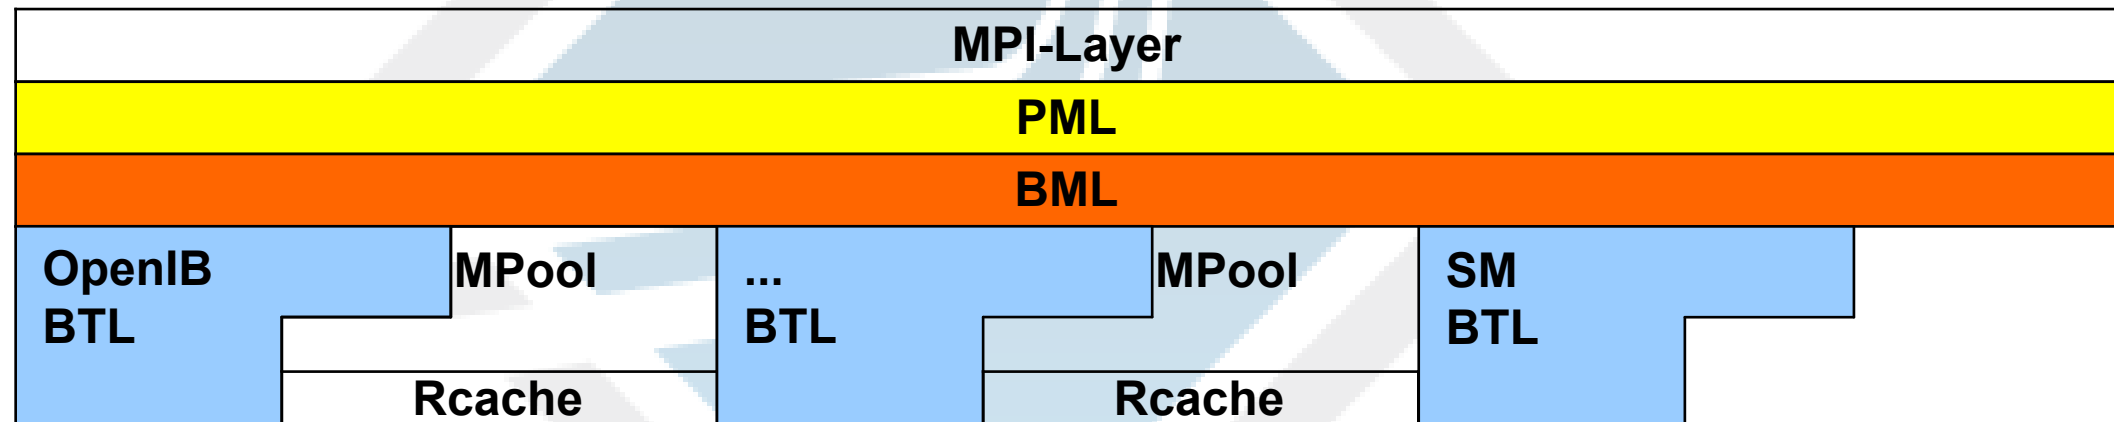 MPI-Layer
PML
BML
OpenIB
BTL
MPool
Rcache
...
BTL
MPool
Rcache
SM
BTL